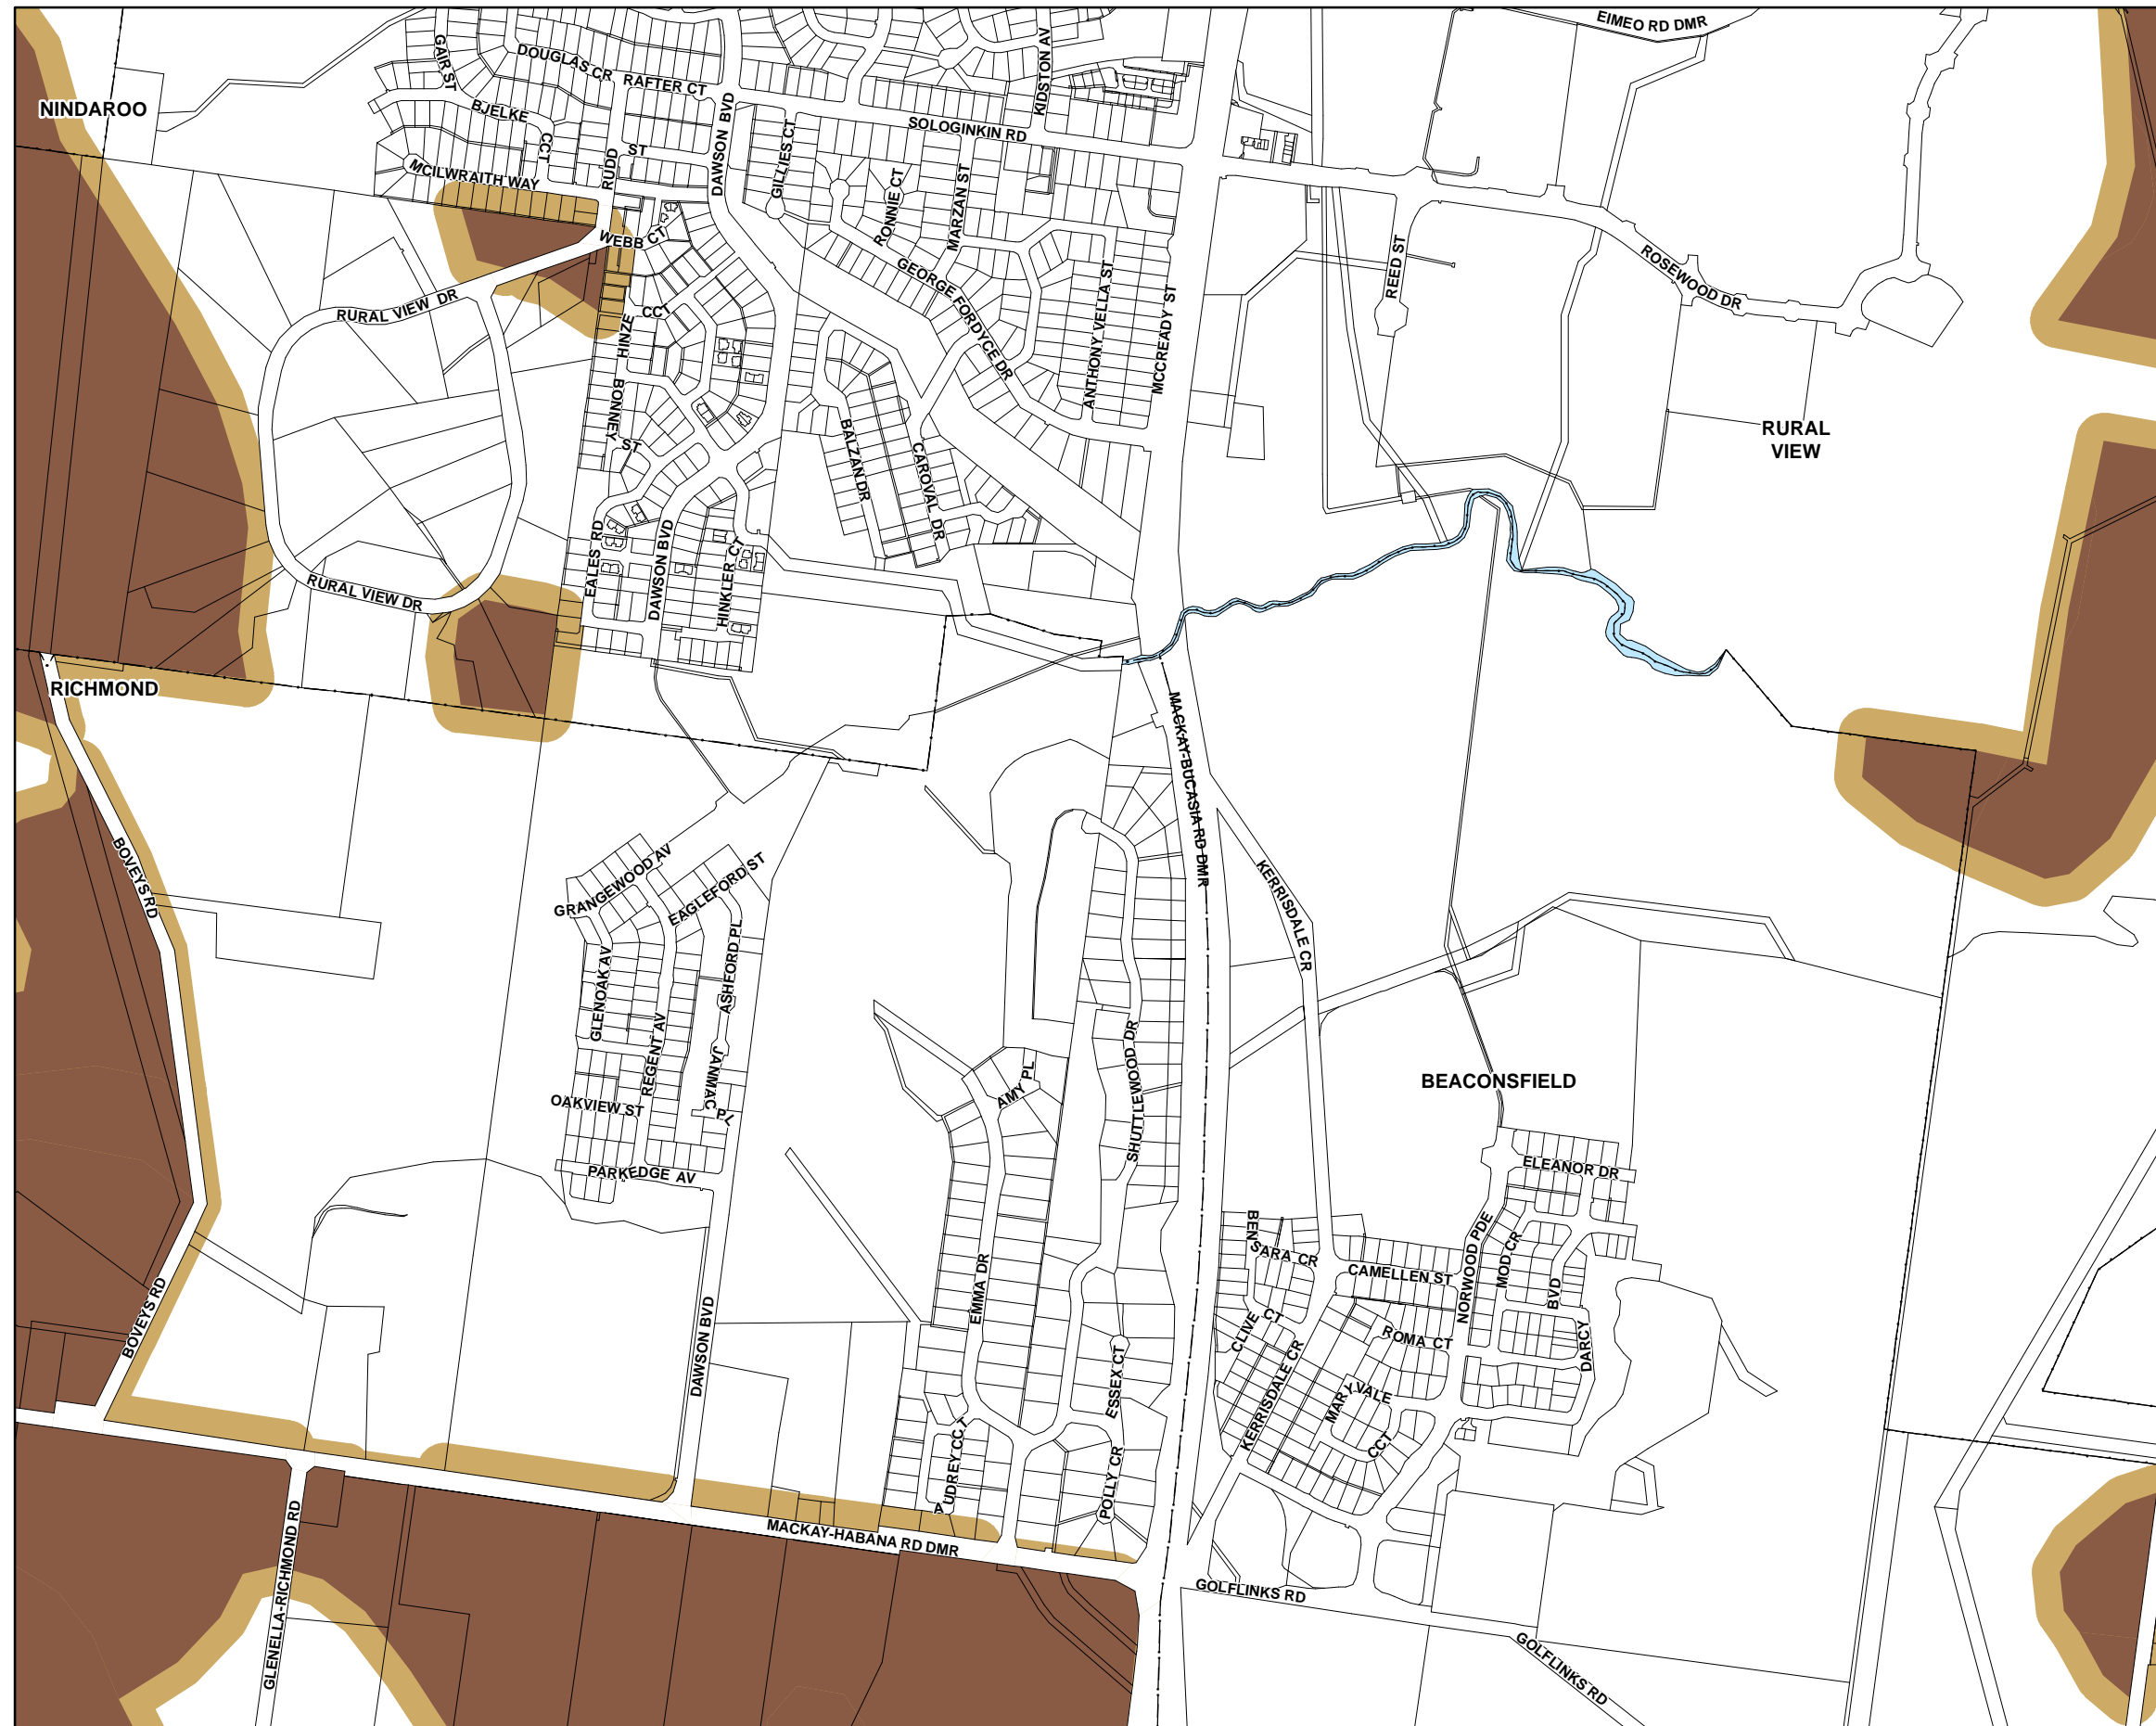 EIMEO RD DMR
GAIR ST
DOUGLAS CR
RAFTER CT
KIDSTON AV
NINDAROO
BJELKE
CCT
DAWSON BVD
GILLIES CT
SOLOGINKIN RD
RUDD
ST
MCILWRAITH WAY
RONNIE CT
MARZAN ST
WEBB CT
REED ST
ROSEWOOD DR
GEORGE FORDYCE DR
ANTHONY VELLA ST
MCCREADY ST
RURAL VIEW DR
HINZE
CCT
BONNEY
ST
BALZAN DR
CAROVAL DR
RURAL
VIEW
EALES RD
DAWSON BVD
HINKLER CT
RURAL VIEW DR
RICHMOND
MACKAY-BUCASIA RD DMR
BOVEYS RD
GRANGEWOOD AV
EAGLEFORD ST
KERRISDALE CR
GLENOAK AV
ASHFORD PL
REGENT AV
JANMAC
PL
SHUTTLEWOOD DR
AMY PL
BEACONSFIELD
OAKVIEW ST
PARKEDGE AV
ELEANOR DR
BEN
SARA CR
NORWOOD PDE
MOD CR
CAMELLEN ST
BVD
EMMA DR
BOVEYS RD
CLIVE CT
ROMA CT
DARCY
DAWSON BVD
ESSEX CT
KERRISDALE CR
MARYVALE
CCT
AUDREY CCT
POLLY CR
GLENELLA-RICHMOND RD
MACKAY-HABANA RD DMR
GOLFLINKS RD
GOLFLINKS RD